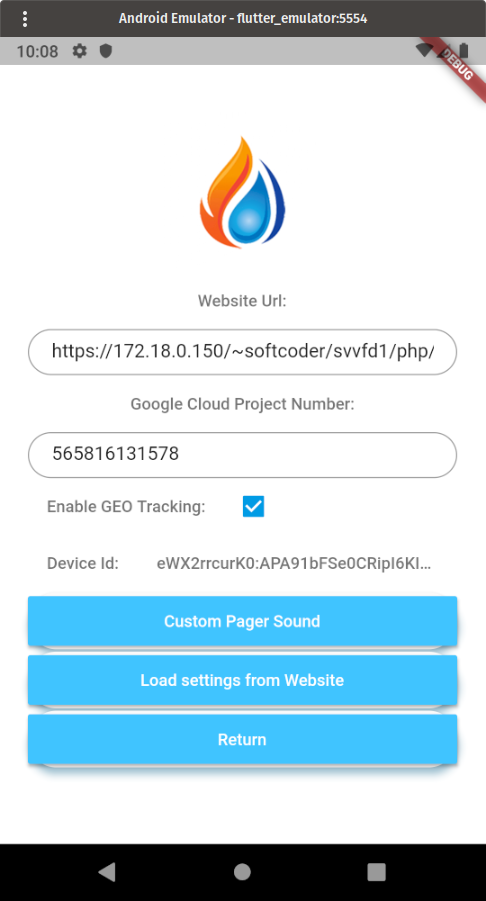 Android Emulator - flutter_emulator:5554
10:08
DEBUG
Website Url:
https://172.18.0.150/~softcoder/svvfd1/php/
Google Cloud Project Number:
565816131578
Enable GEO Tracking:
Device Id: eWX2rrcurK0:APA91bFSe0CRipI6KI...
Custom Pager Sound
Load settings from Website
Return